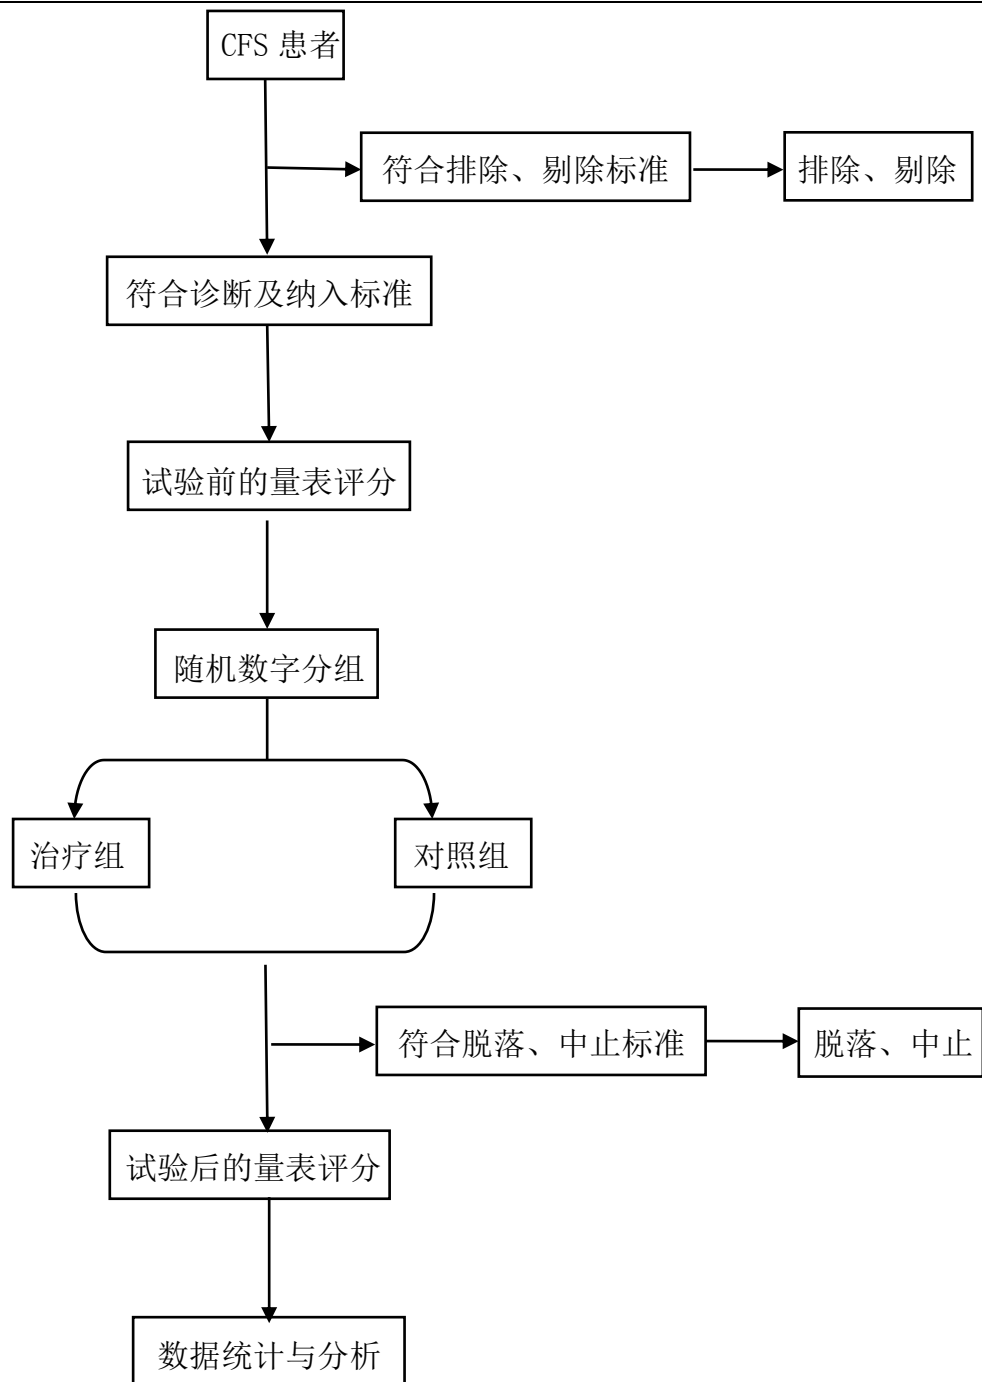 CFS 患者
符合排除、剔除标准
排除、剔除
符合诊断及纳入标准
试验前的量表评分
随机数字分组
治疗组
对照组
符合脱落、中止标准
脱落、中止
试验后的量表评分
数据统计与分析